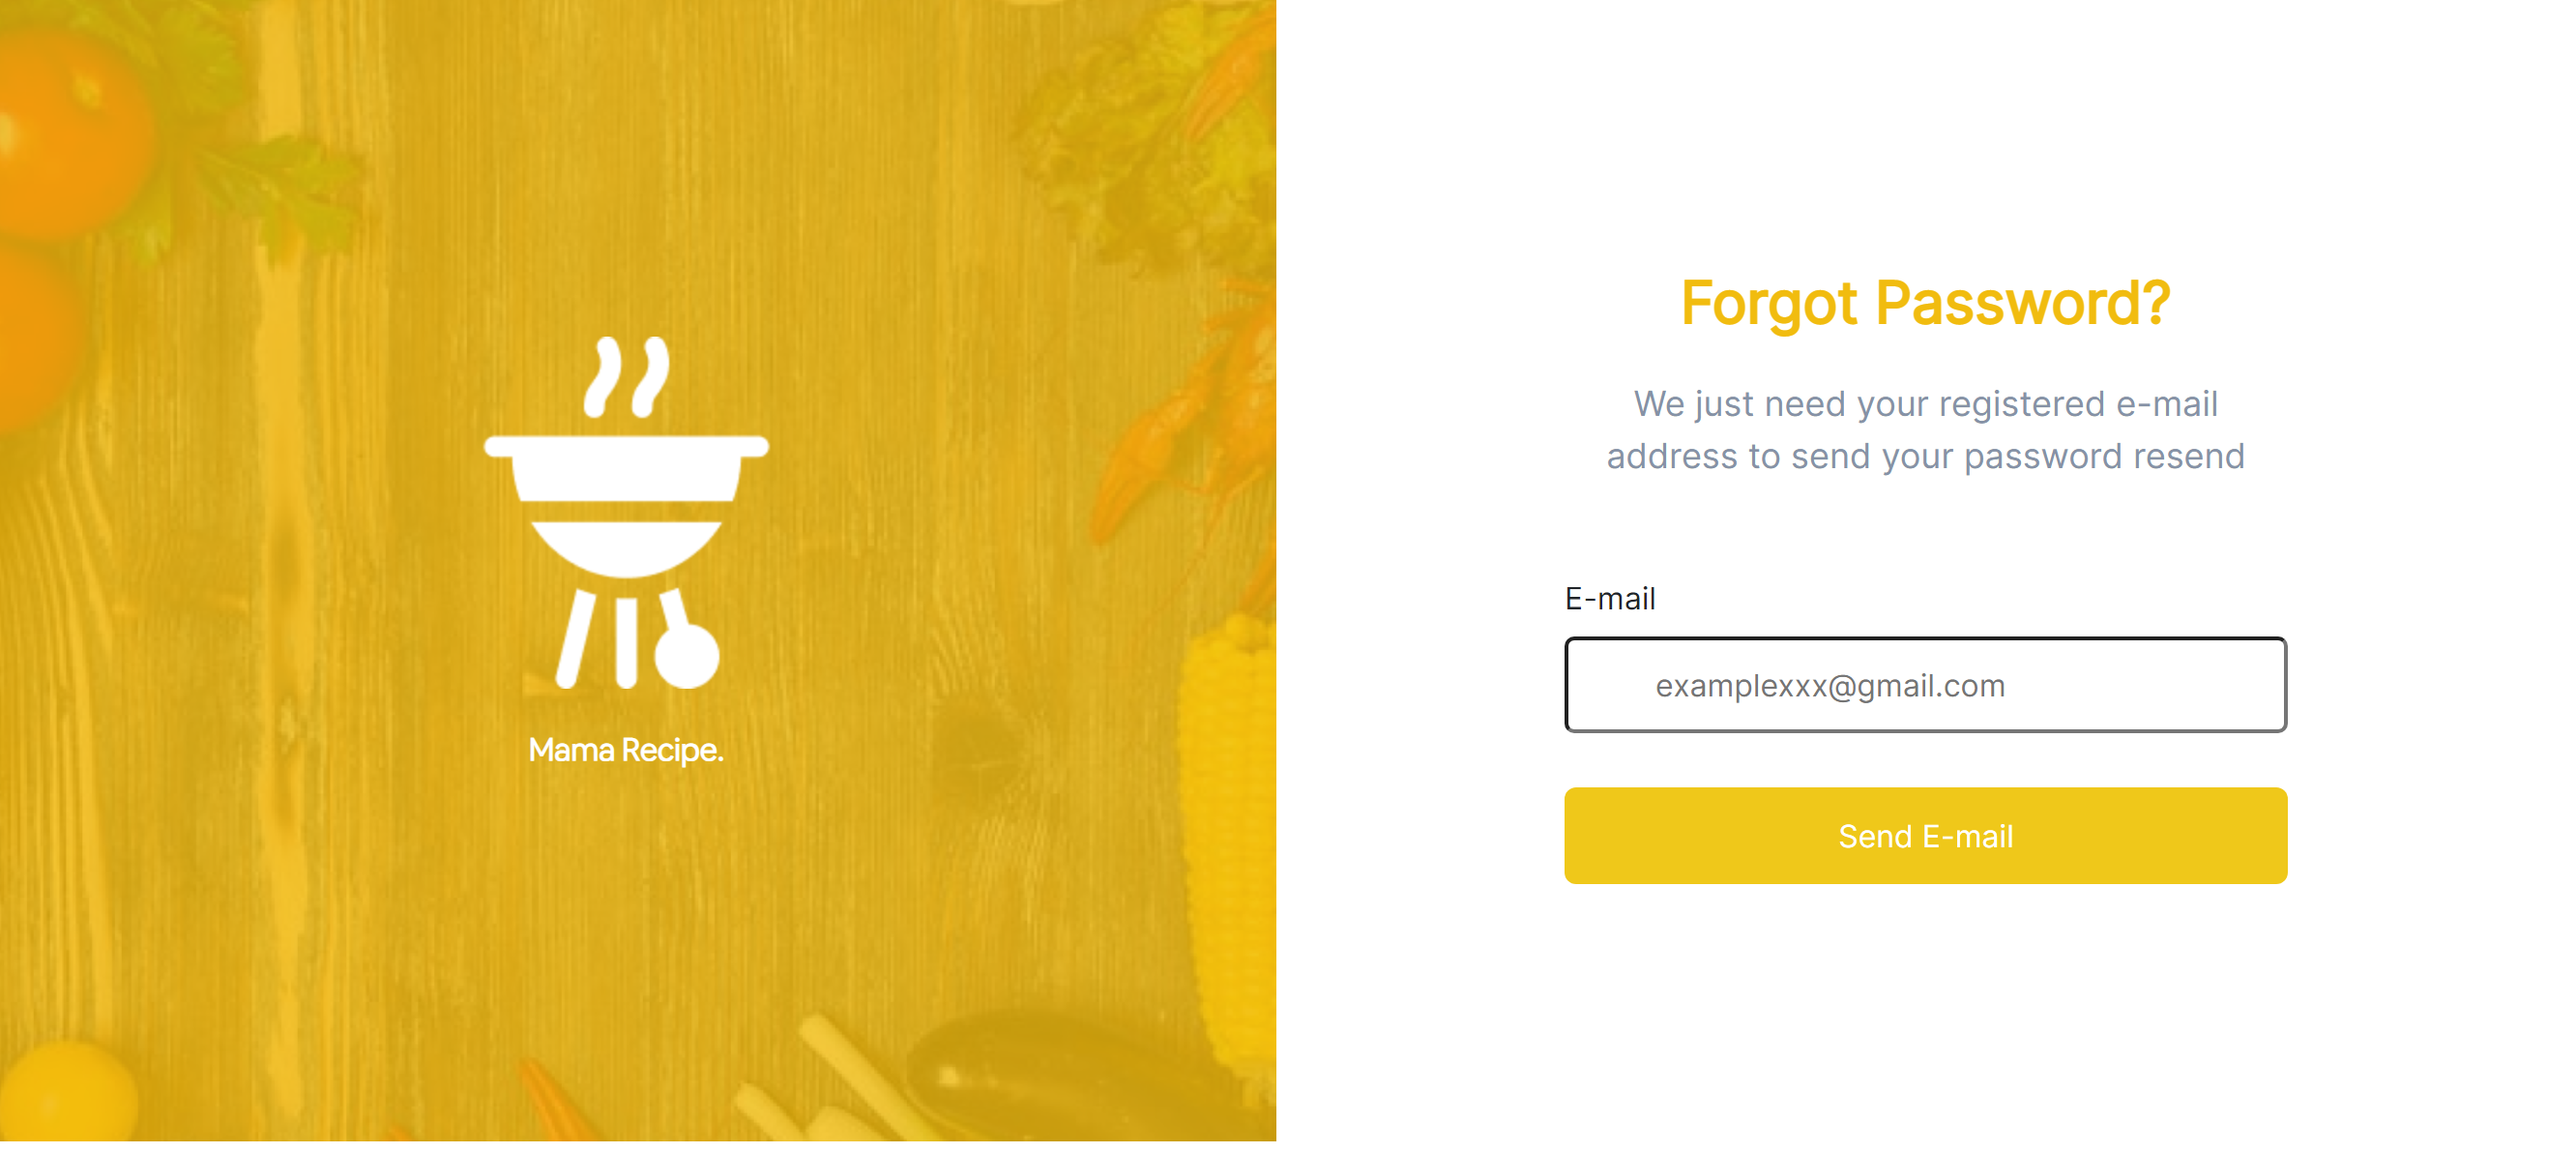 Mama Recipe.
Forgot Password?
We just need your registered e-mail
address to send your password resend
E-mail
examplexxx@gmail.com
Send E-mail